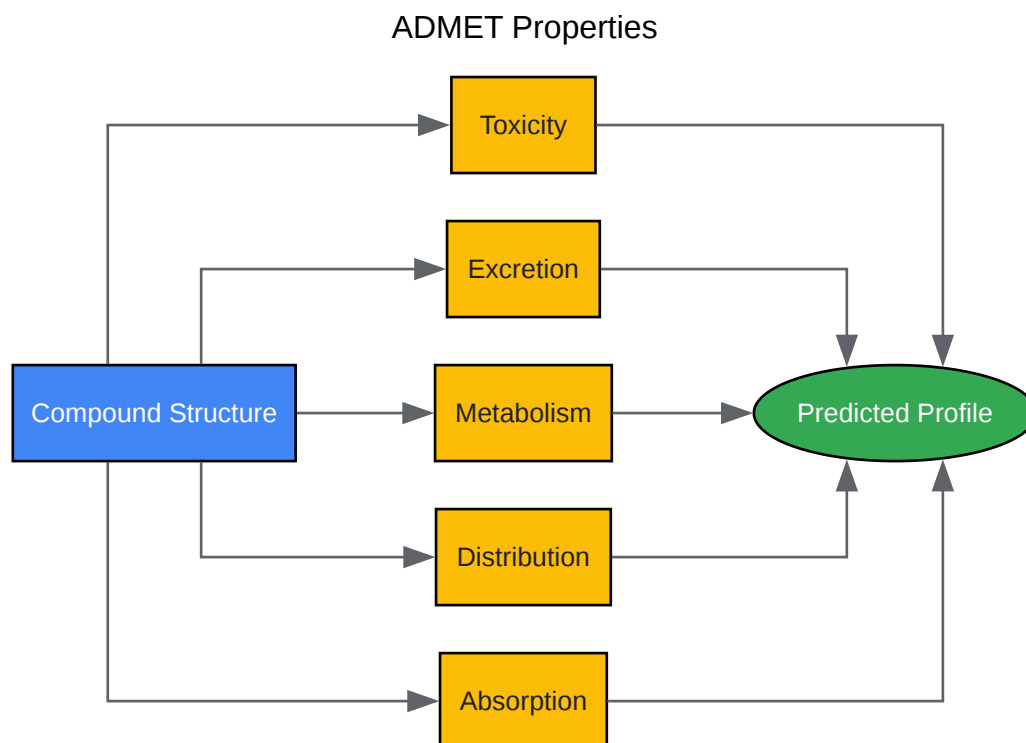 ADMET Properties
Toxicity
Excretion
Compound Structure
Metabolism
Predicted Profile
Distribution
Absorption